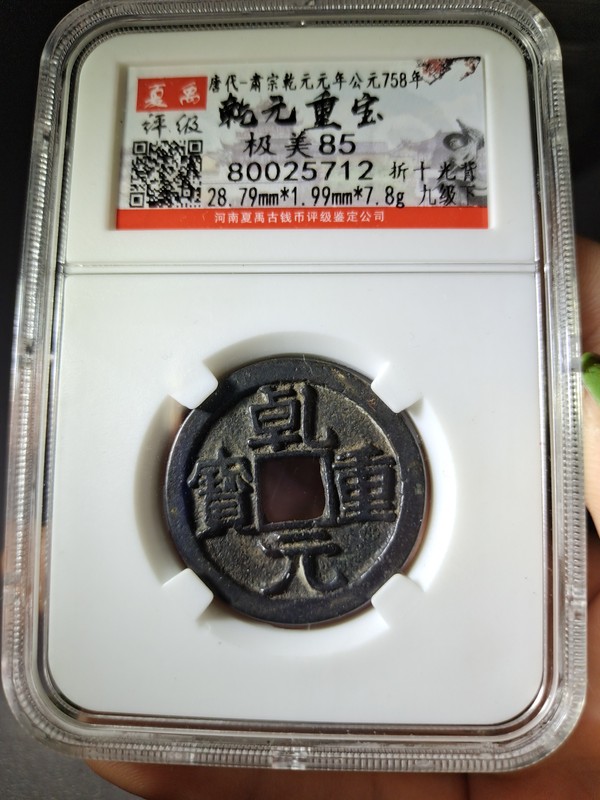 唐代-肃宗乾元元年公元758年
夏禹
评级
乾元重宝
极美85
80025712 折十光背
28.79mm*1.99mm*7.8g 九级下
河南夏禹古钱币评级鉴定公司
乾元重寶